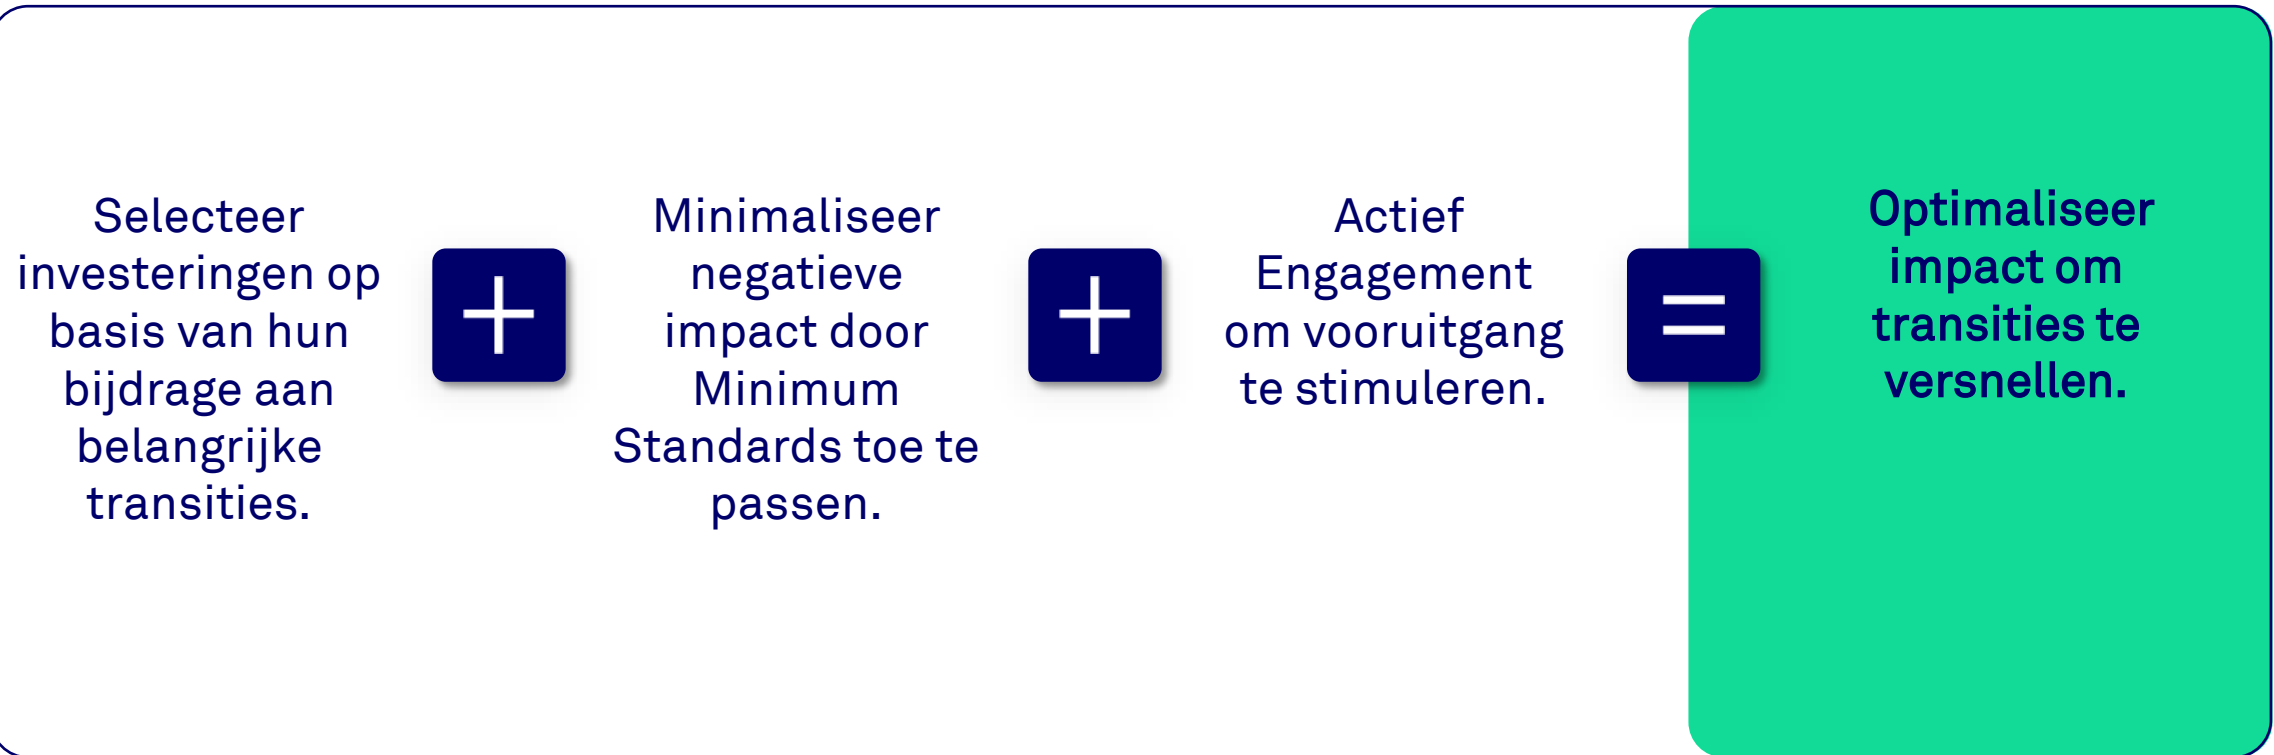 Selecteer
investeringen op
basis van hun
bijdrage aan
belangrijke
transities.
+
Minimaliseer
negatieve
impact door
Minimum
Standards toe te
passen.
+
Actief
Engagement
om vooruitgang
te stimuleren.
=
Optimaliseer
impact om
transities te
versnellen.